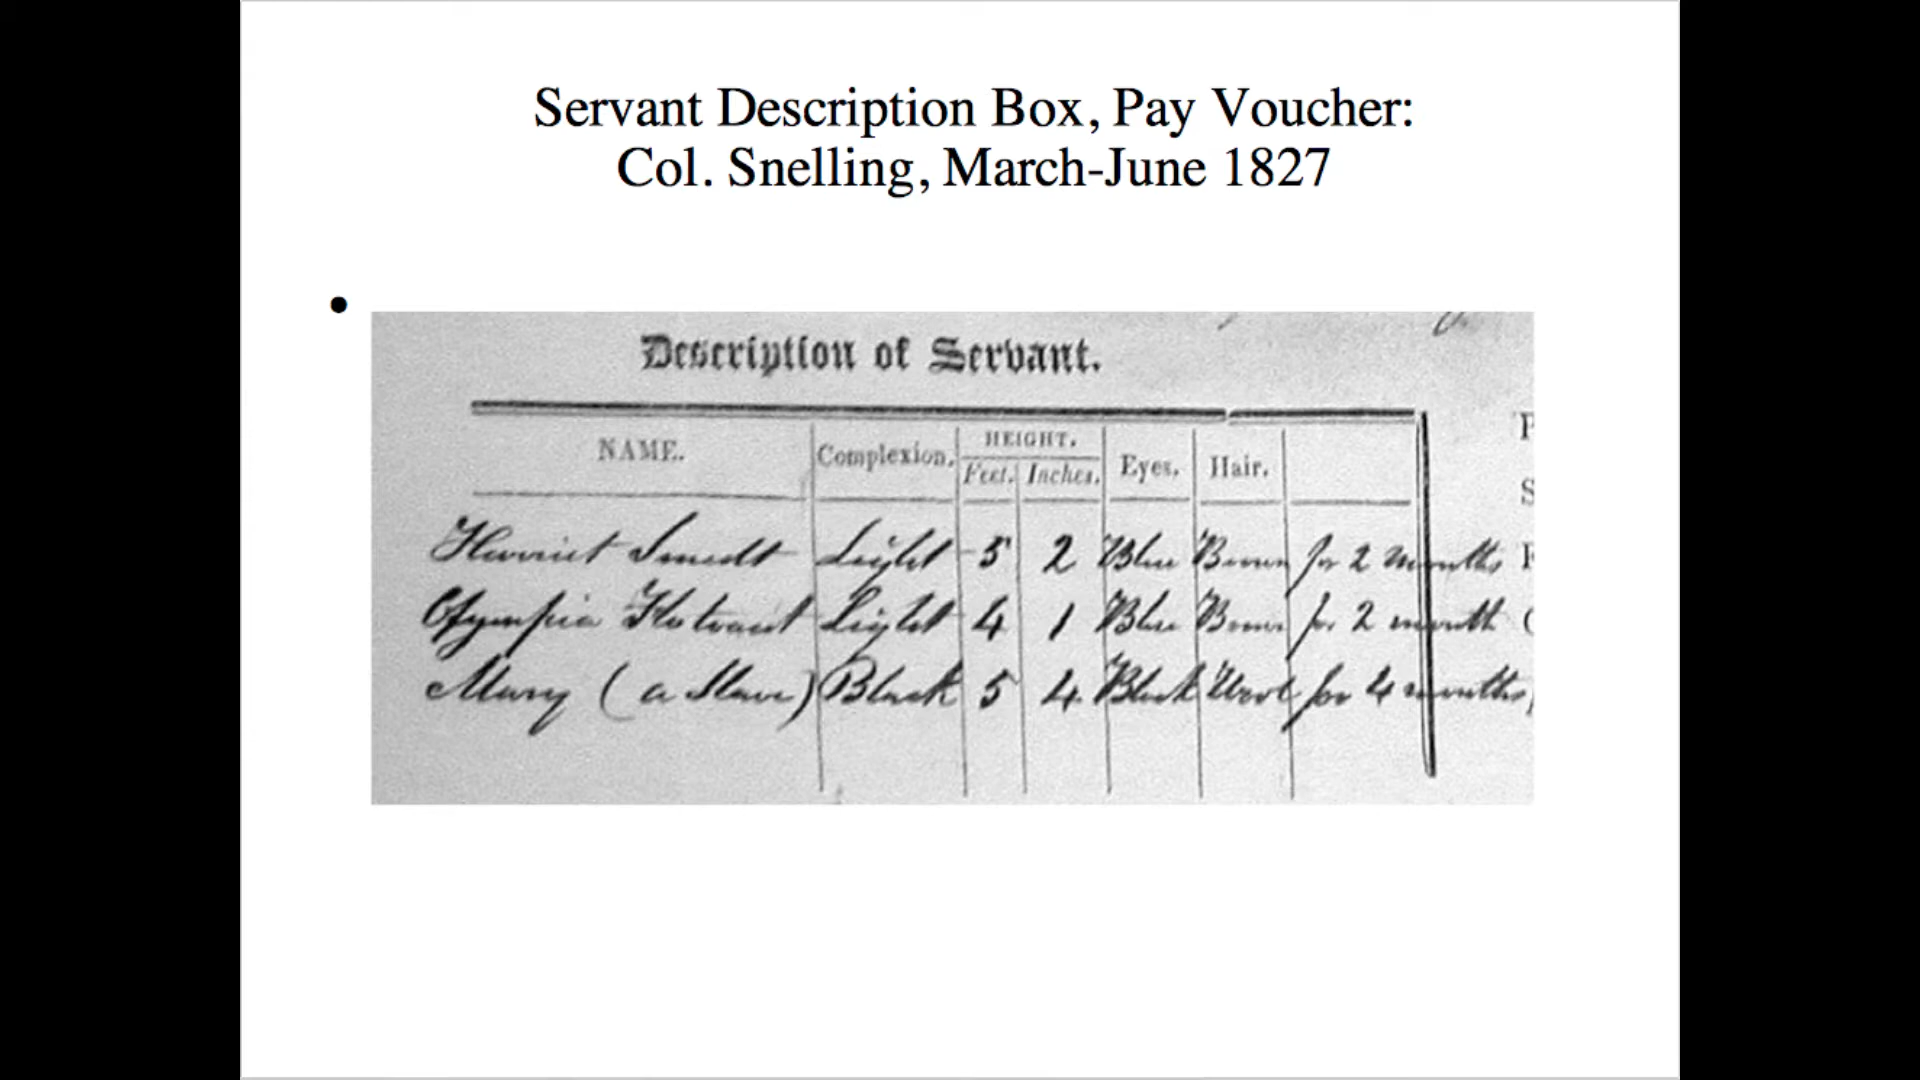 Servant Description Box, Pay Voucher:
Col. Snelling, March-June 1827
Description of Servant.
NAME. Complexion. HEIGHT. Eyes. Hair.
Feet. Inches.
Harriet Light 5 2 Blue Brown for 2 months
Olympia Light 4 1 Blue Brown for 2 month
Mary (a Slave) Black 5 4 Black Wool for 4 months